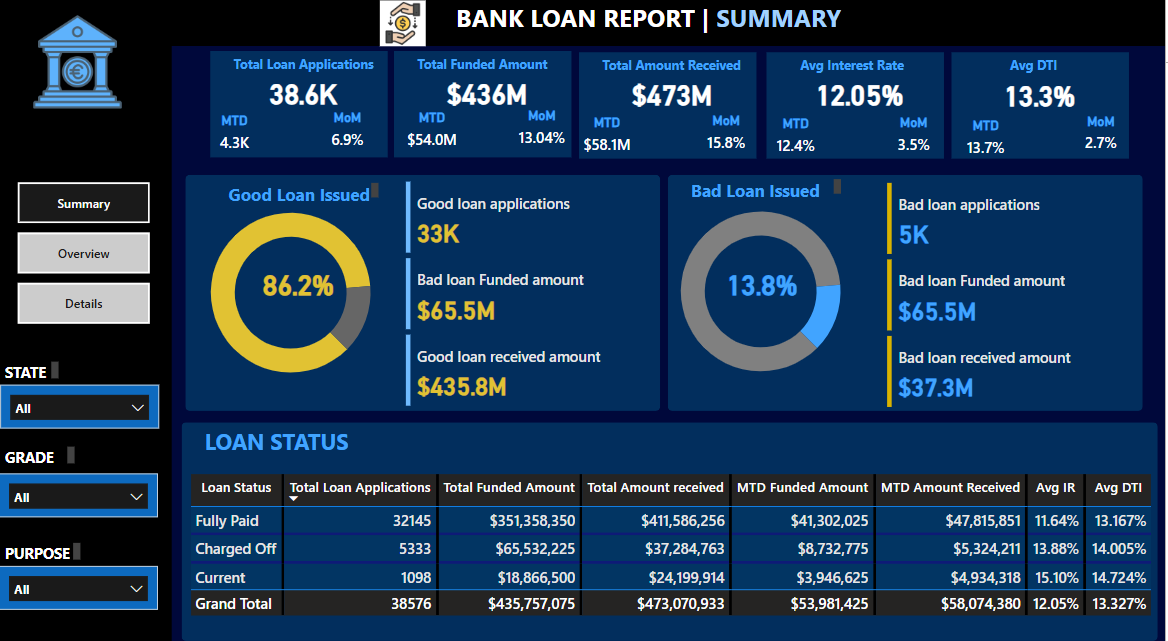 BANK LOAN REPORT | SUMMARY
Total Loan Applications
38.6K
MTD MoM
4.3K 6.9%
Total Funded Amount
$436M
MTD MoM
$54.0M 13.04%
Total Amount Received
$473M
MTD MoM
$58.1M 15.8%
Avg Interest Rate
12.05%
MTD MoM
12.4% 3.5%
Avg DTI
13.3%
MTD MoM
13.7% 2.7%
Summary
Overview
Details
STATE
All
GRADE
All
PURPOSE
All
Good Loan Issued
86.2%
Good loan applications
33K
Bad loan Funded amount
$65.5M
Good loan received amount
$435.8M
Bad Loan Issued
13.8%
Bad loan applications
5K
Bad loan Funded amount
$65.5M
Bad loan received amount
$37.3M
LOAN STATUS
Loan Status Total Loan Applications Total Funded Amount Total Amount received MTD Funded Amount MTD Amount Received Avg IR Avg DTI
Fully Paid 32145 $351,358,350 $411,586,256 $41,302,025 $47,815,851 11.64% 13.167%
Charged Off 5333 $65,532,225 $37,284,763 $8,732,775 $5,324,211 13.88% 14.005%
Current 1098 $18,866,500 $24,199,914 $3,946,625 $4,934,318 15.10% 14.724%
Grand Total 38576 $435,757,075 $473,070,933 $53,981,425 $58,074,380 12.05% 13.327%